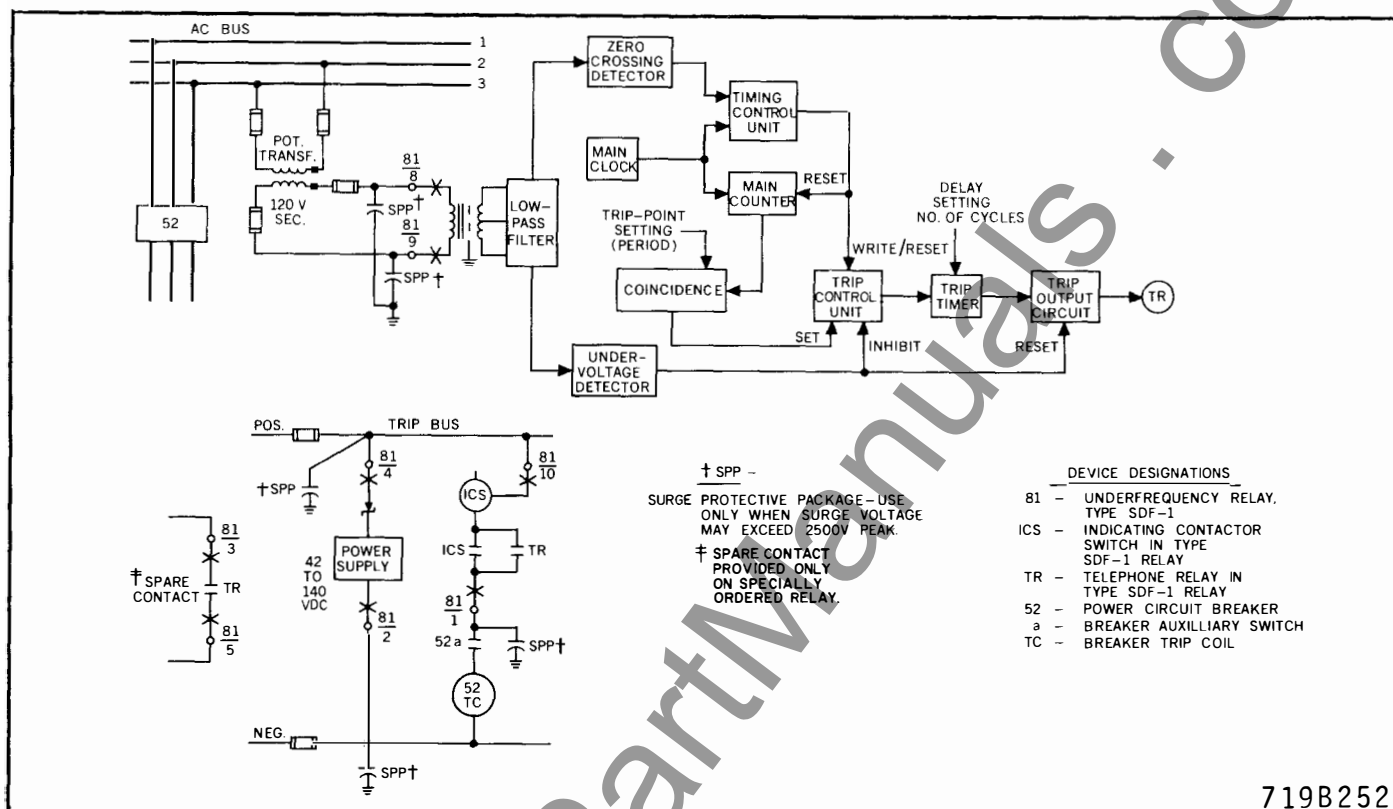 AC BUS
1
2
3
POT.
TRANSF.
120 V
SEC.
52
81
8
SPP†
81
9
SPP †
LOW-
PASS
FILTER
ZERO
CROSSING
DETECTOR
TIMING
CONTROL
UNIT
MAIN
CLOCK
MAIN
COUNTER
RESET
TRIP-POINT
SETTING
(PERIOD)
COINCIDENCE
DELAY
SETTING
NO. OF CYCLES
WRITE/RESET
TRIP
CONTROL
UNIT
TRIP
TIMER
TRIP
OUTPUT
CIRCUIT
TR
SET
INHIBIT
RESET
UNDER-
VOLTAGE
DETECTOR
POS.
TRIP BUS
†SPP
81
4
81
10
ICS
POWER
SUPPLY
42
TO
140
VDC
ICS
TR
81
3
‡SPARE
CONTACT
TR
81
5
81
2
81
1
52a
SPP†
52
TC
NEG.
SPP†
† SPP -
SURGE PROTECTIVE PACKAGE-USE
ONLY WHEN SURGE VOLTAGE
MAY EXCEED 2500V PEAK.
‡ SPARE CONTACT
PROVIDED ONLY
ON SPECIALLY
ORDERED RELAY.
DEVICE DESIGNATIONS
81 - UNDERFREQUENCY RELAY,
TYPE SDF-1
ICS - INDICATING CONTACTOR
SWITCH IN TYPE
SDF-1 RELAY
TR - TELEPHONE RELAY IN
TYPE SDF-1 RELAY
52 - POWER CIRCUIT BREAKER
a - BREAKER AUXILLIARY SWITCH
TC - BREAKER TRIP COIL
719B252